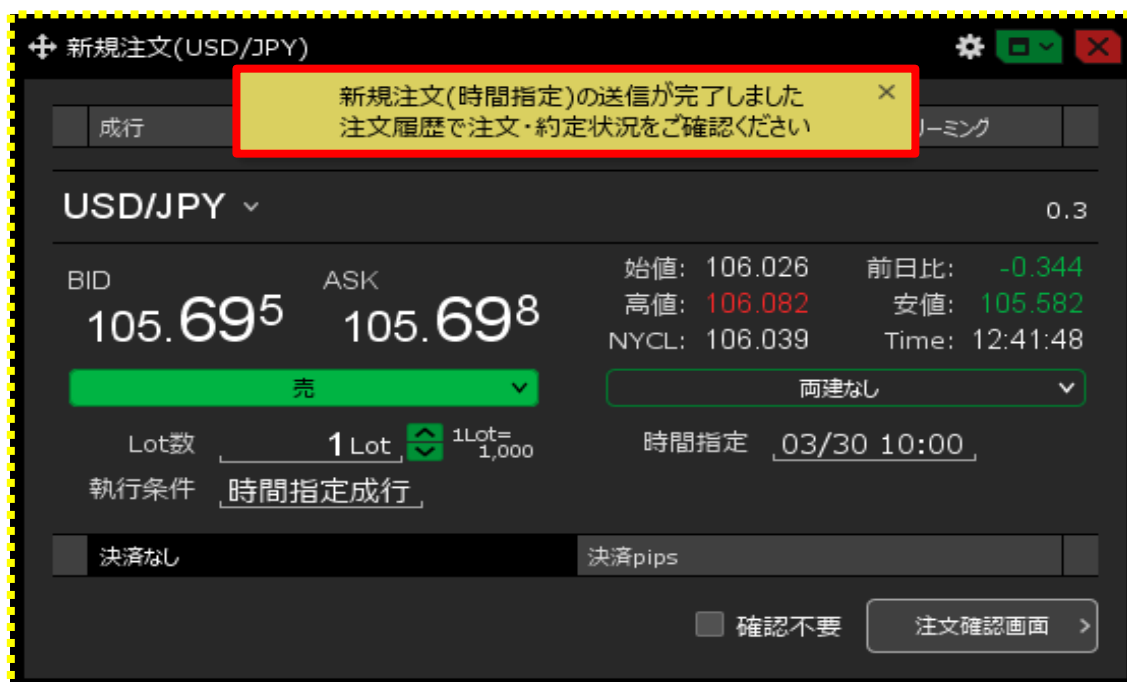 新規注文(USD/JPY)
新規注文(時間指定)の送信が完了しました ×
注文履歴で注文・約定状況をご確認ください
成行 リーミング
USD/JPY 0.3
BID ASK 始値: 106.026 前日比: -0.344
105.695 105.698 高値: 106.082 安値: 105.582
NYCL: 106.039 Time: 12:41:48
売 両建なし
Lot数 1 Lot 1Lot= 1,000 時間指定 03/30 10:00
執行条件 時間指定成行
決済なし 決済pips
確認不要 注文確認画面 >